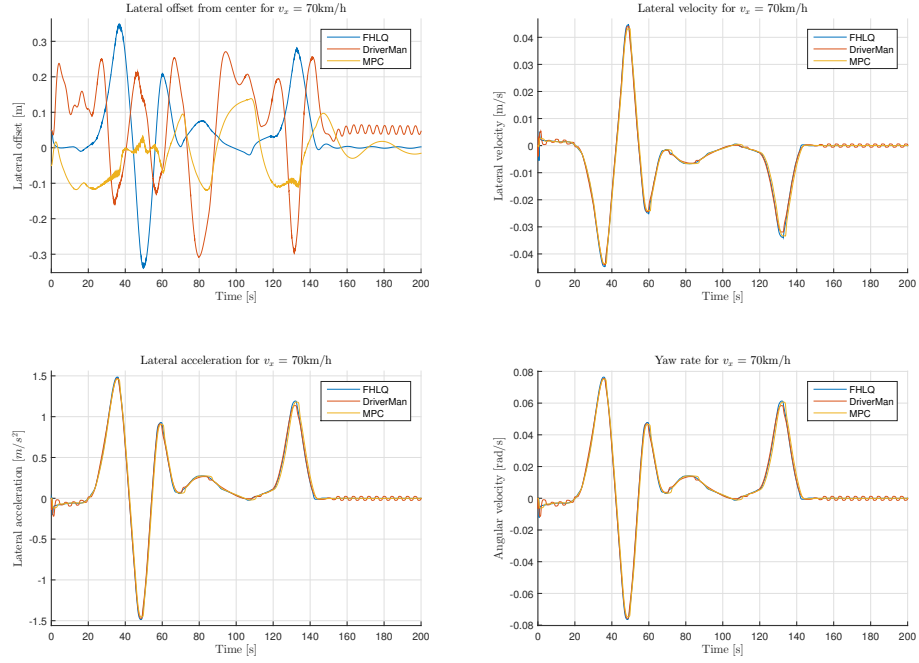 Lateral offset from center for v_x = 70km/h
Lateral offset [m]
0.3
0.2
0.1
0
-0.1
-0.2
-0.3
0 20 40 60 80 100 120 140 160 180 200
Time [s]
FHLQ
DriverMan
MPC
Lateral velocity for v_x = 70km/h
Lateral velocity [m/s]
0.04
0.03
0.02
0.01
0
-0.01
-0.02
-0.03
-0.04
0 20 40 60 80 100 120 140 160 180 200
Time [s]
FHLQ
DriverMan
MPC
Lateral acceleration for v_x = 70km/h
Lateral acceleration [m/s²]
1.5
1
0.5
0
-0.5
-1
-1.5
0 20 40 60 80 100 120 140 160 180 200
Time [s]
FHLQ
DriverMan
MPC
Yaw rate for v_x = 70km/h
Angular velocity [rad/s]
0.08
0.06
0.04
0.02
0
-0.02
-0.04
-0.06
-0.08
0 20 40 60 80 100 120 140 160 180 200
Time [s]
FHLQ
DriverMan
MPC